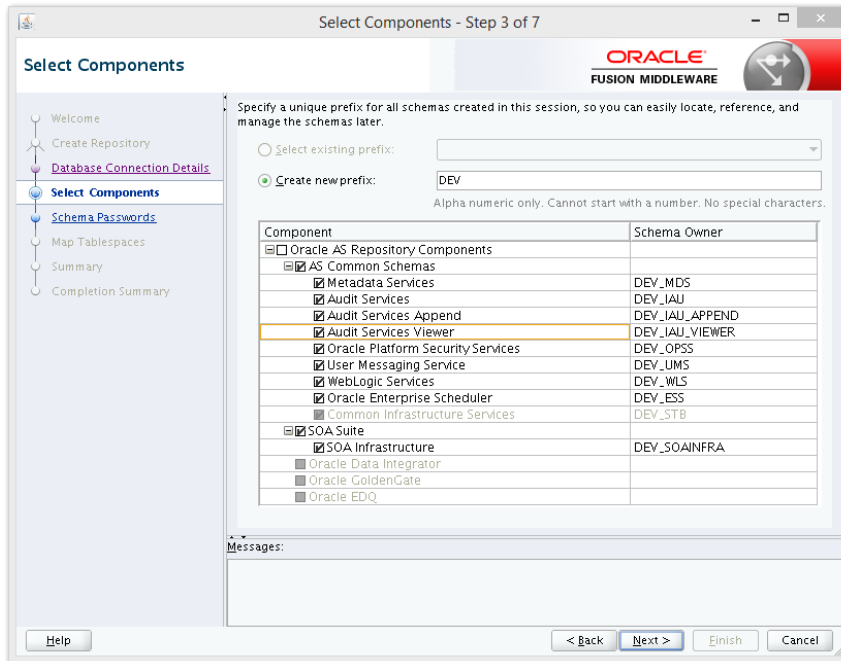 Select Components - Step 3 of 7
Select Components
ORACLE
FUSION MIDDLEWARE
Welcome
Create Repository
Database Connection Details
Select Components
Schema Passwords
Map Tablespaces
Summary
Completion Summary
Specify a unique prefix for all schemas created in this session, so you can easily locate, reference, and
manage the schemas later.
Select existing prefix:
Create new prefix: DEV
Alpha numeric only. Cannot start with a number. No special characters.
Component Schema Owner
Oracle AS Repository Components
AS Common Schemas
Metadata Services DEV_MDS
Audit Services DEV_IAU
Audit Services Append DEV_IAU_APPEND
Audit Services Viewer DEV_IAU_VIEWER
Oracle Platform Security Services DEV_OPSS
User Messaging Service DEV_UMS
WebLogic Services DEV_WLS
Oracle Enterprise Scheduler DEV_ESS
Common Infrastructure Services DEV_STB
SOA Suite
SOA Infrastructure DEV_SOAINFRA
Oracle Data Integrator
Oracle GoldenGate
Oracle EDQ
Messages:
Help < Back Next > Finish Cancel